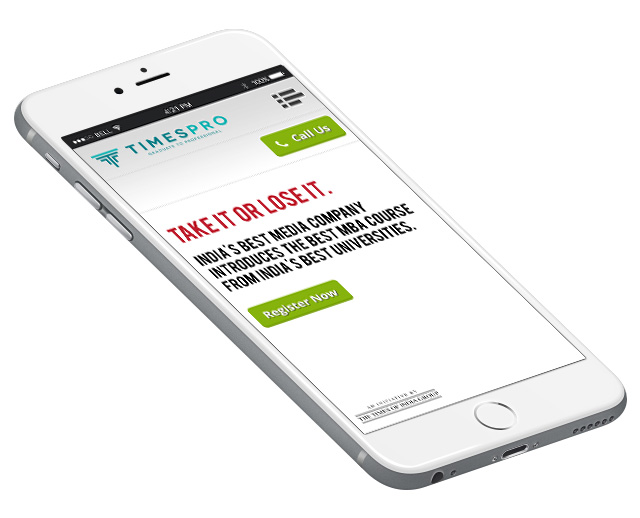 BELL
4:21 PM
100%
TIMESPRO
GRADUATE TO PROFESSIONAL
Call Us
TAKE IT OR LOSE IT.
INDIA'S BEST MEDIA COMPANY
INTRODUCES THE BEST MBA COURSE
FROM INDIA'S BEST UNIVERSITIES.
Register Now
AN INITIATIVE BY
THE TIMES OF INDIA GROUP